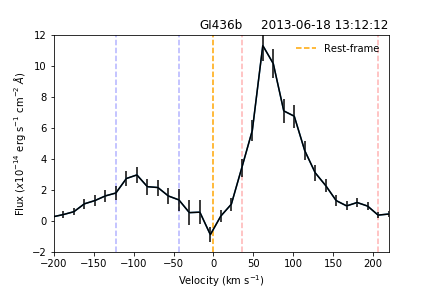 GI436b 2013-06-18 13:12:12
Rest-frame
Flux (x10⁻¹⁴ erg s⁻¹ cm⁻² Å)
12
10
8
6
4
2
0
−2
−200 −150 −100 −50 0 50 100 150 200
Velocity (km s⁻¹)